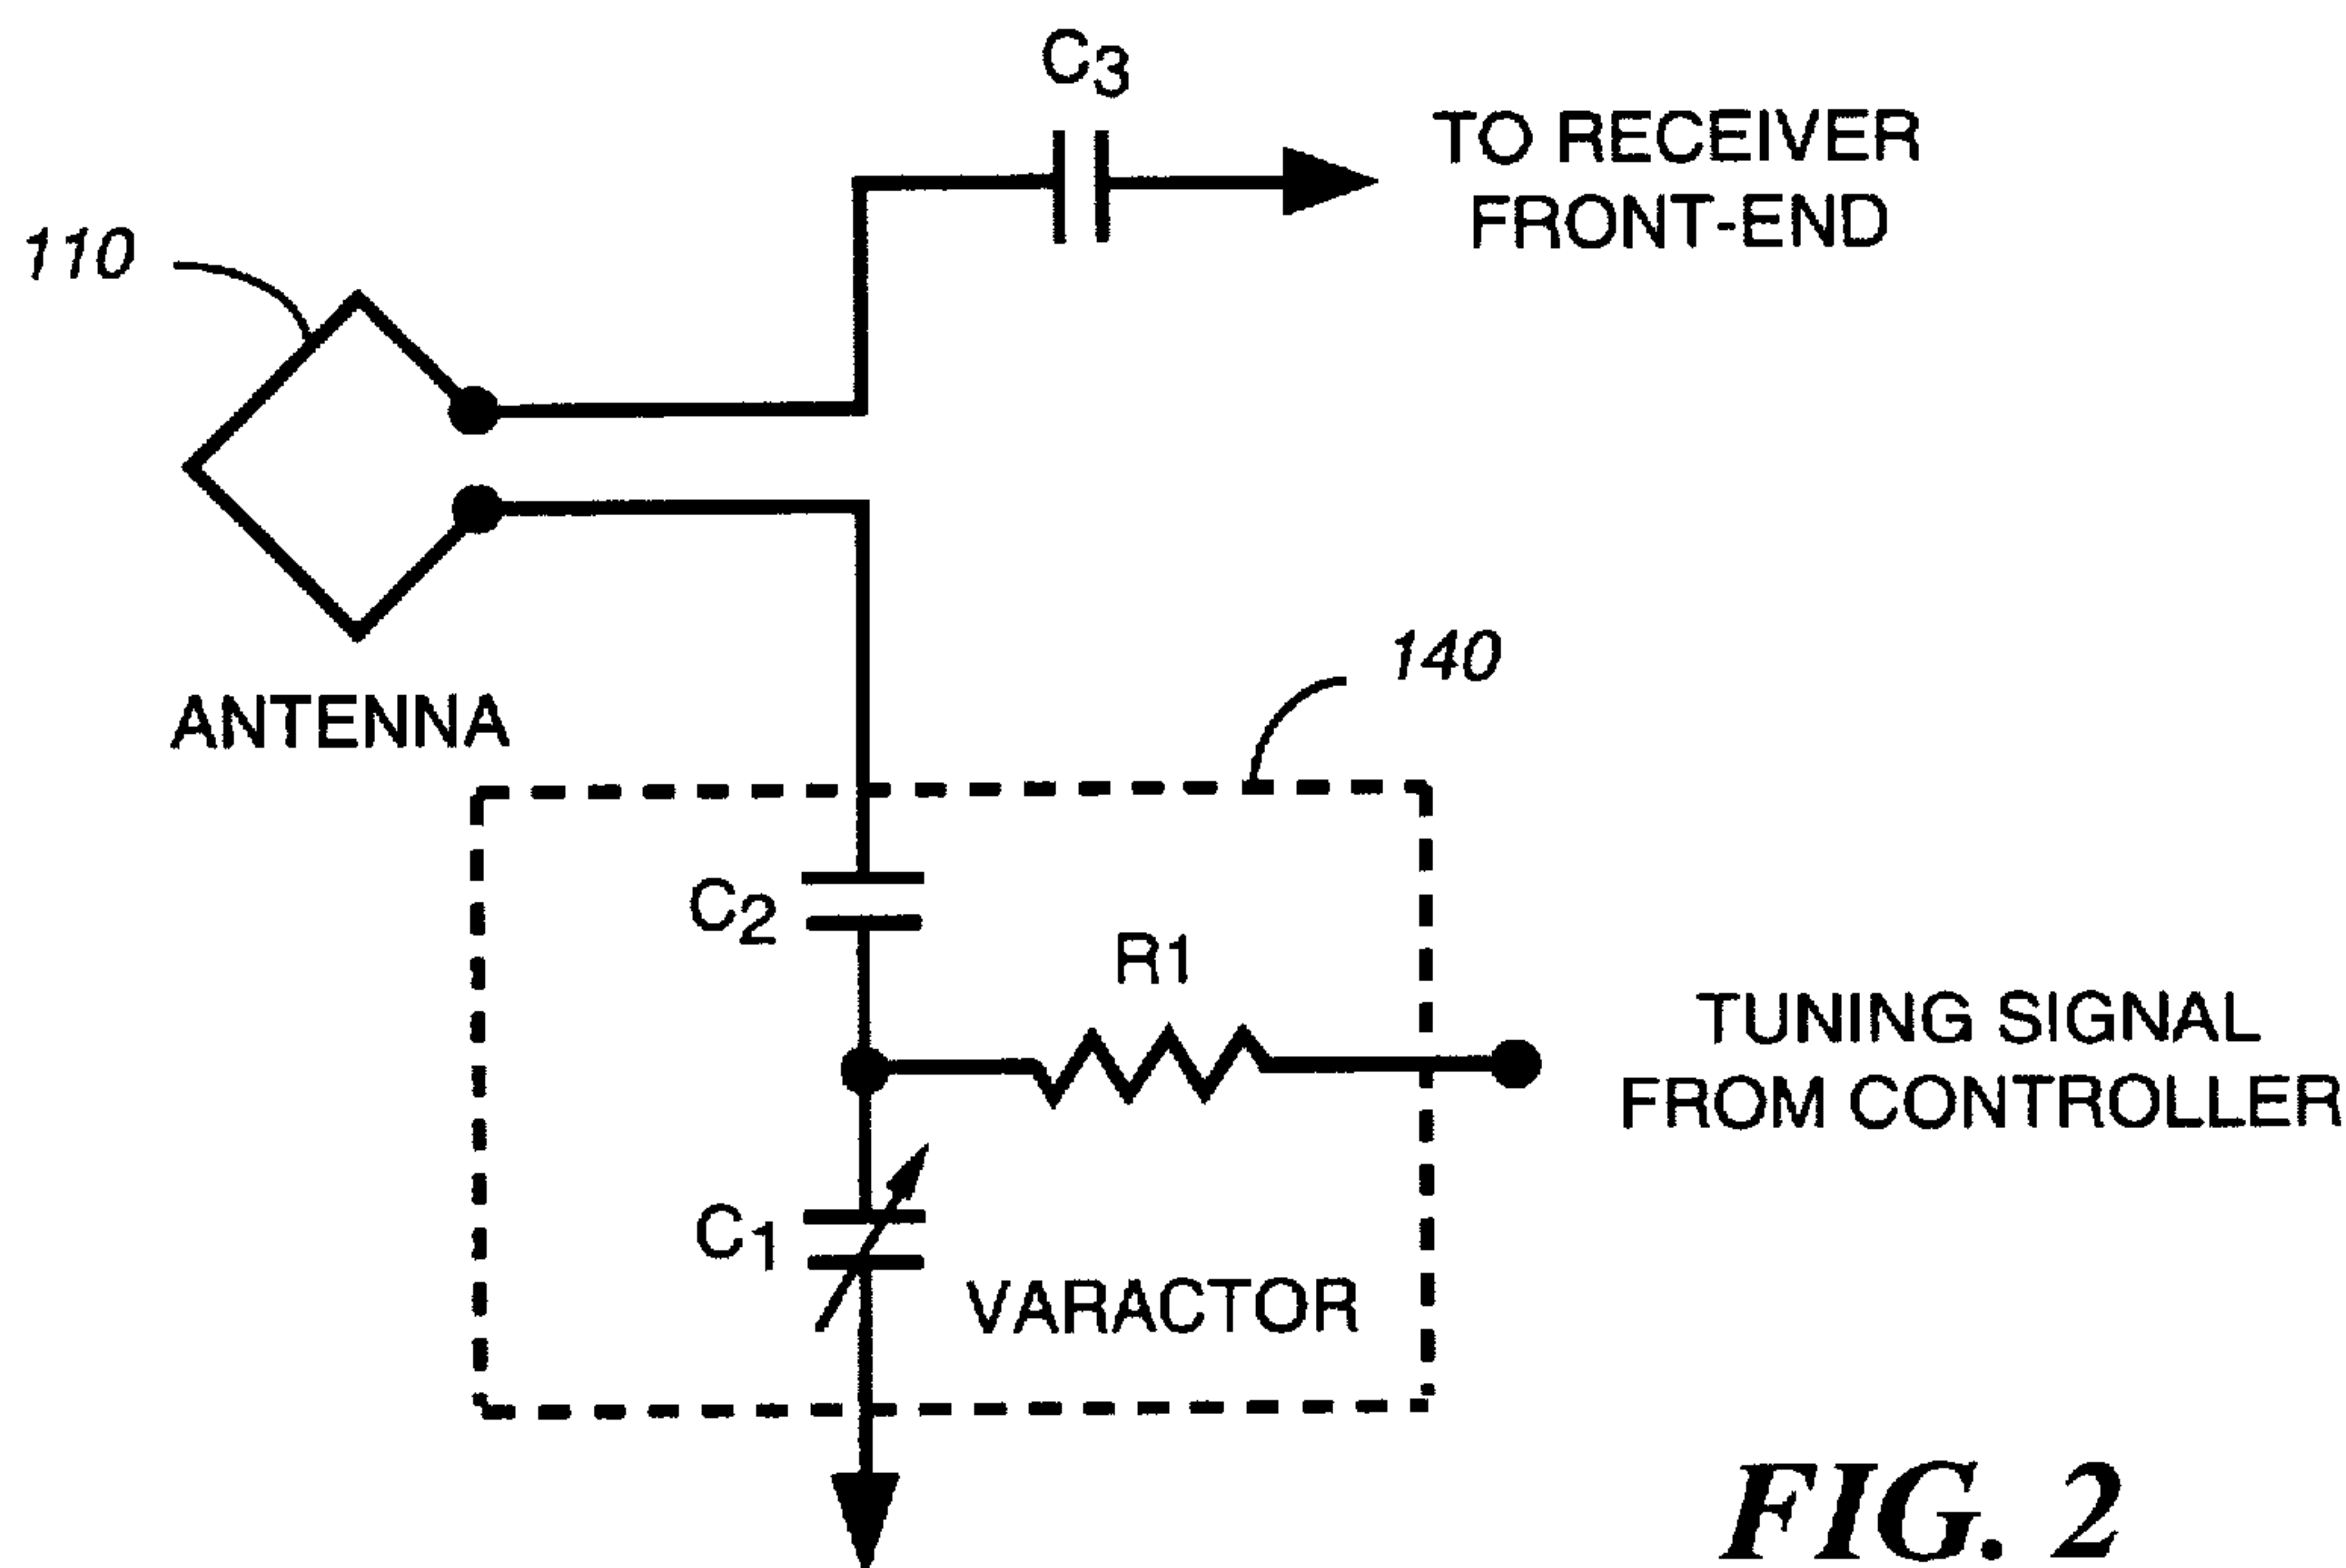 C3
TO RECEIVER
FRONT-END
110
140
ANTENNA
C2
R1
TUNING SIGNAL
FROM CONTROLLER
C1
VARACTOR
FIG. 2